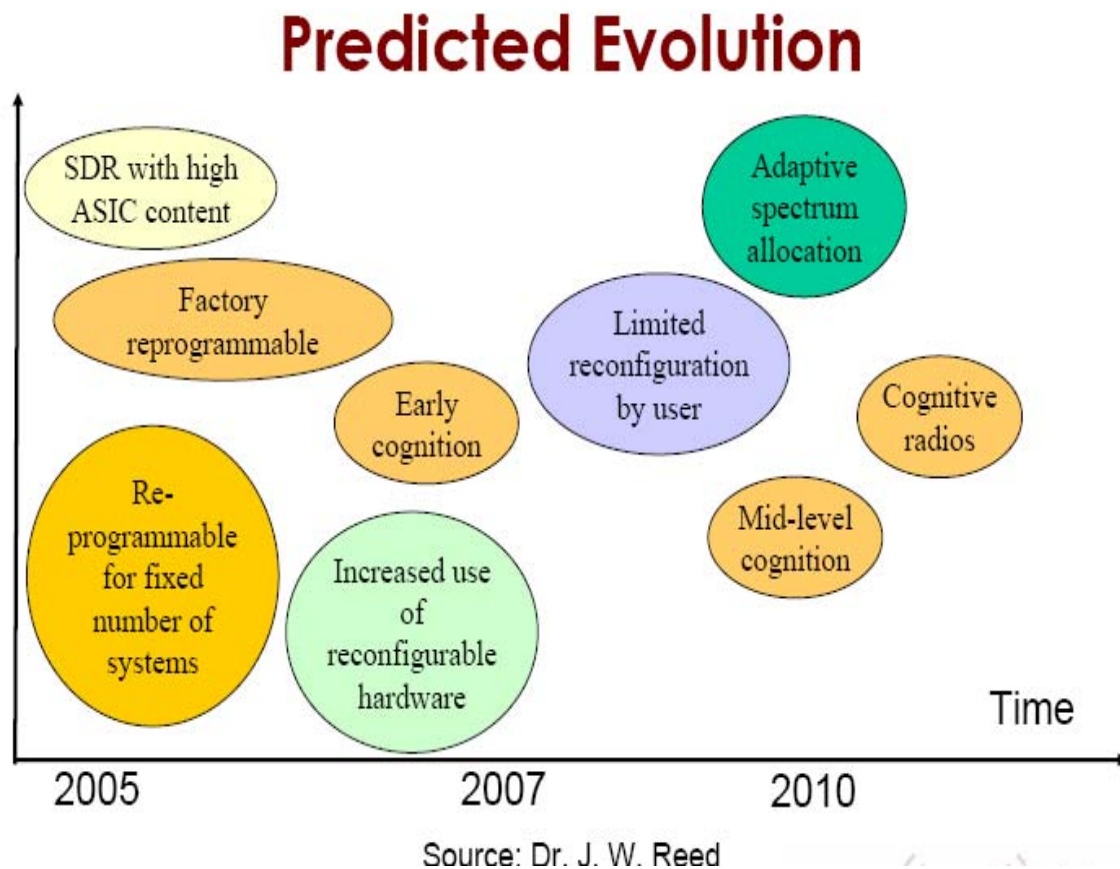 Predicted Evolution
SDR with high
ASIC content
Factory
reprogrammable
Early
cognition
Re-
programmable
for fixed
number of
systems
Increased use
of
reconfigurable
hardware
Limited
reconfiguration
by user
Adaptive
spectrum
allocation
Cognitive
radios
Mid-level
cognition
Time
2005
2007
2010
Source: Dr. J. W. Reed